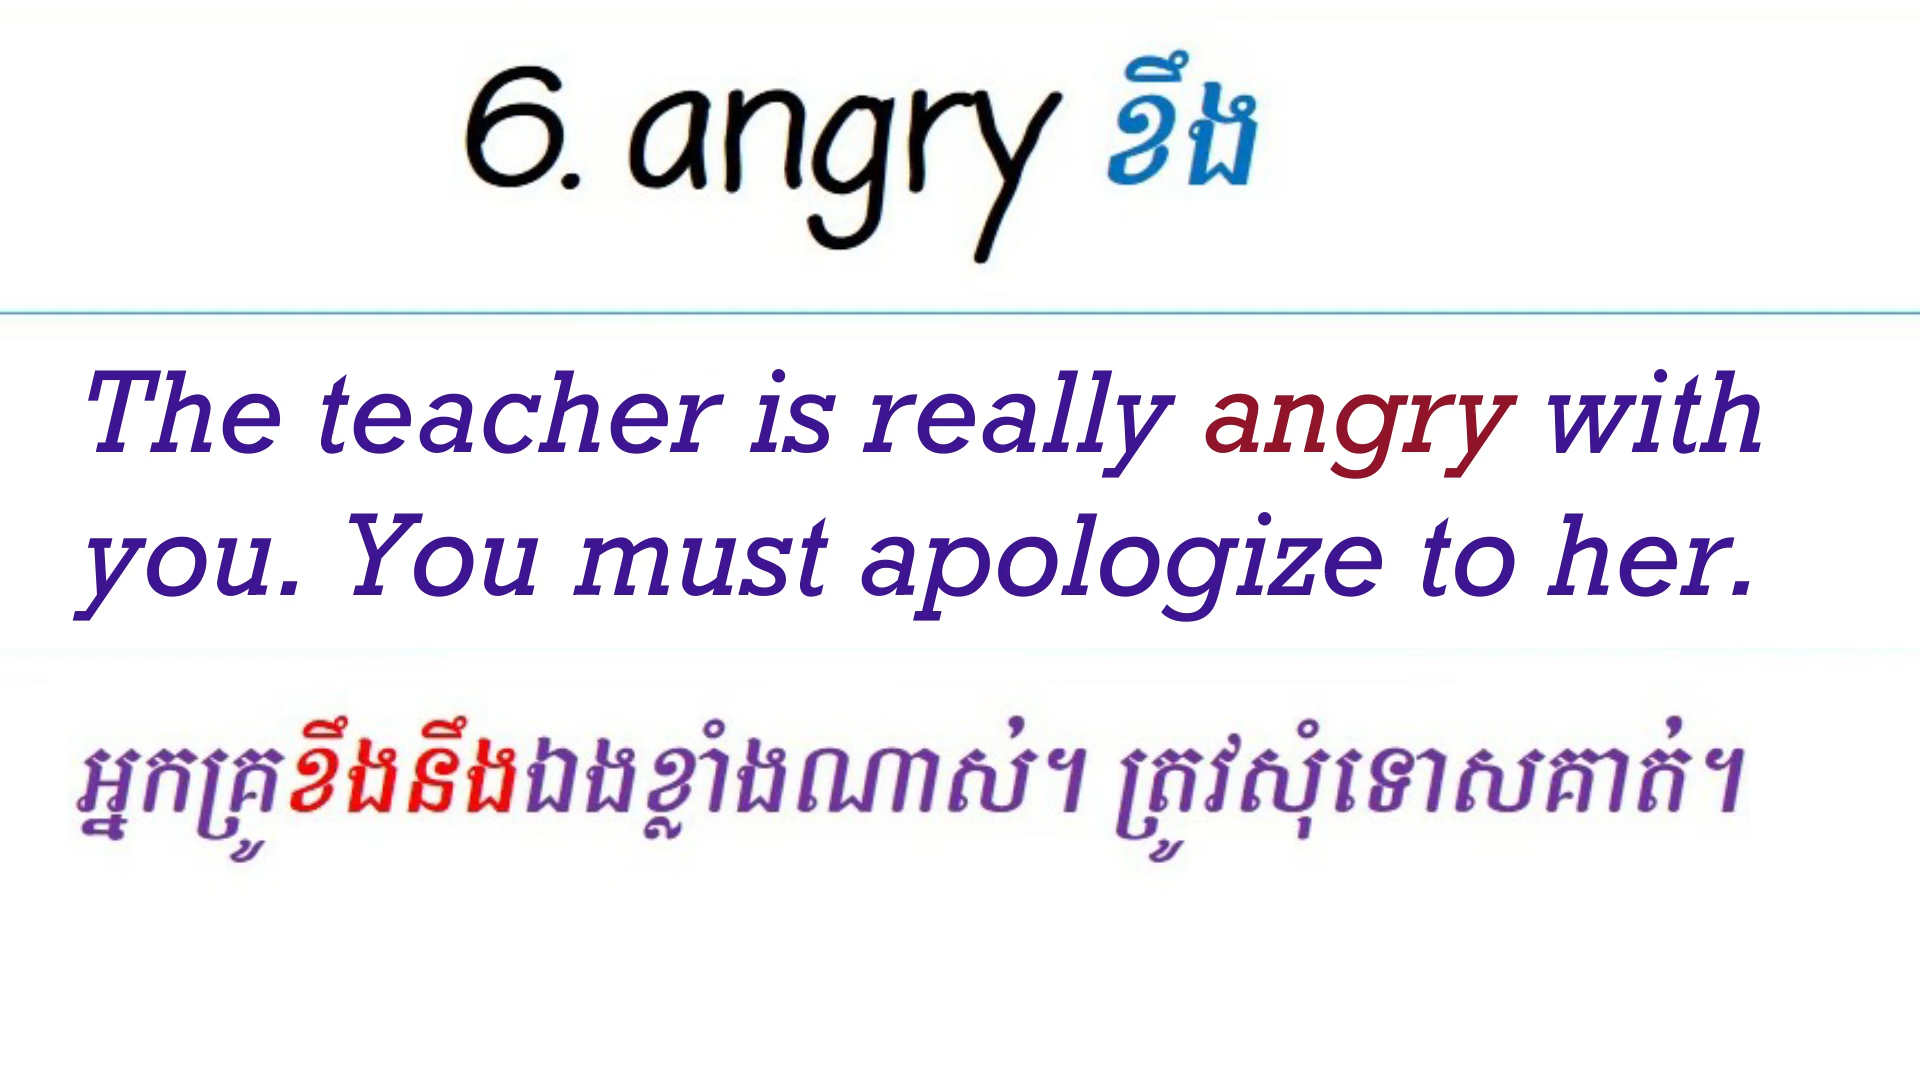 6. angry ខឹង
The teacher is really angry with
you. You must apologize to her.
អ្នកគ្រូខឹងនឹងឯងខ្លាំងណាស់។ ត្រូវសុំទោសគាត់។